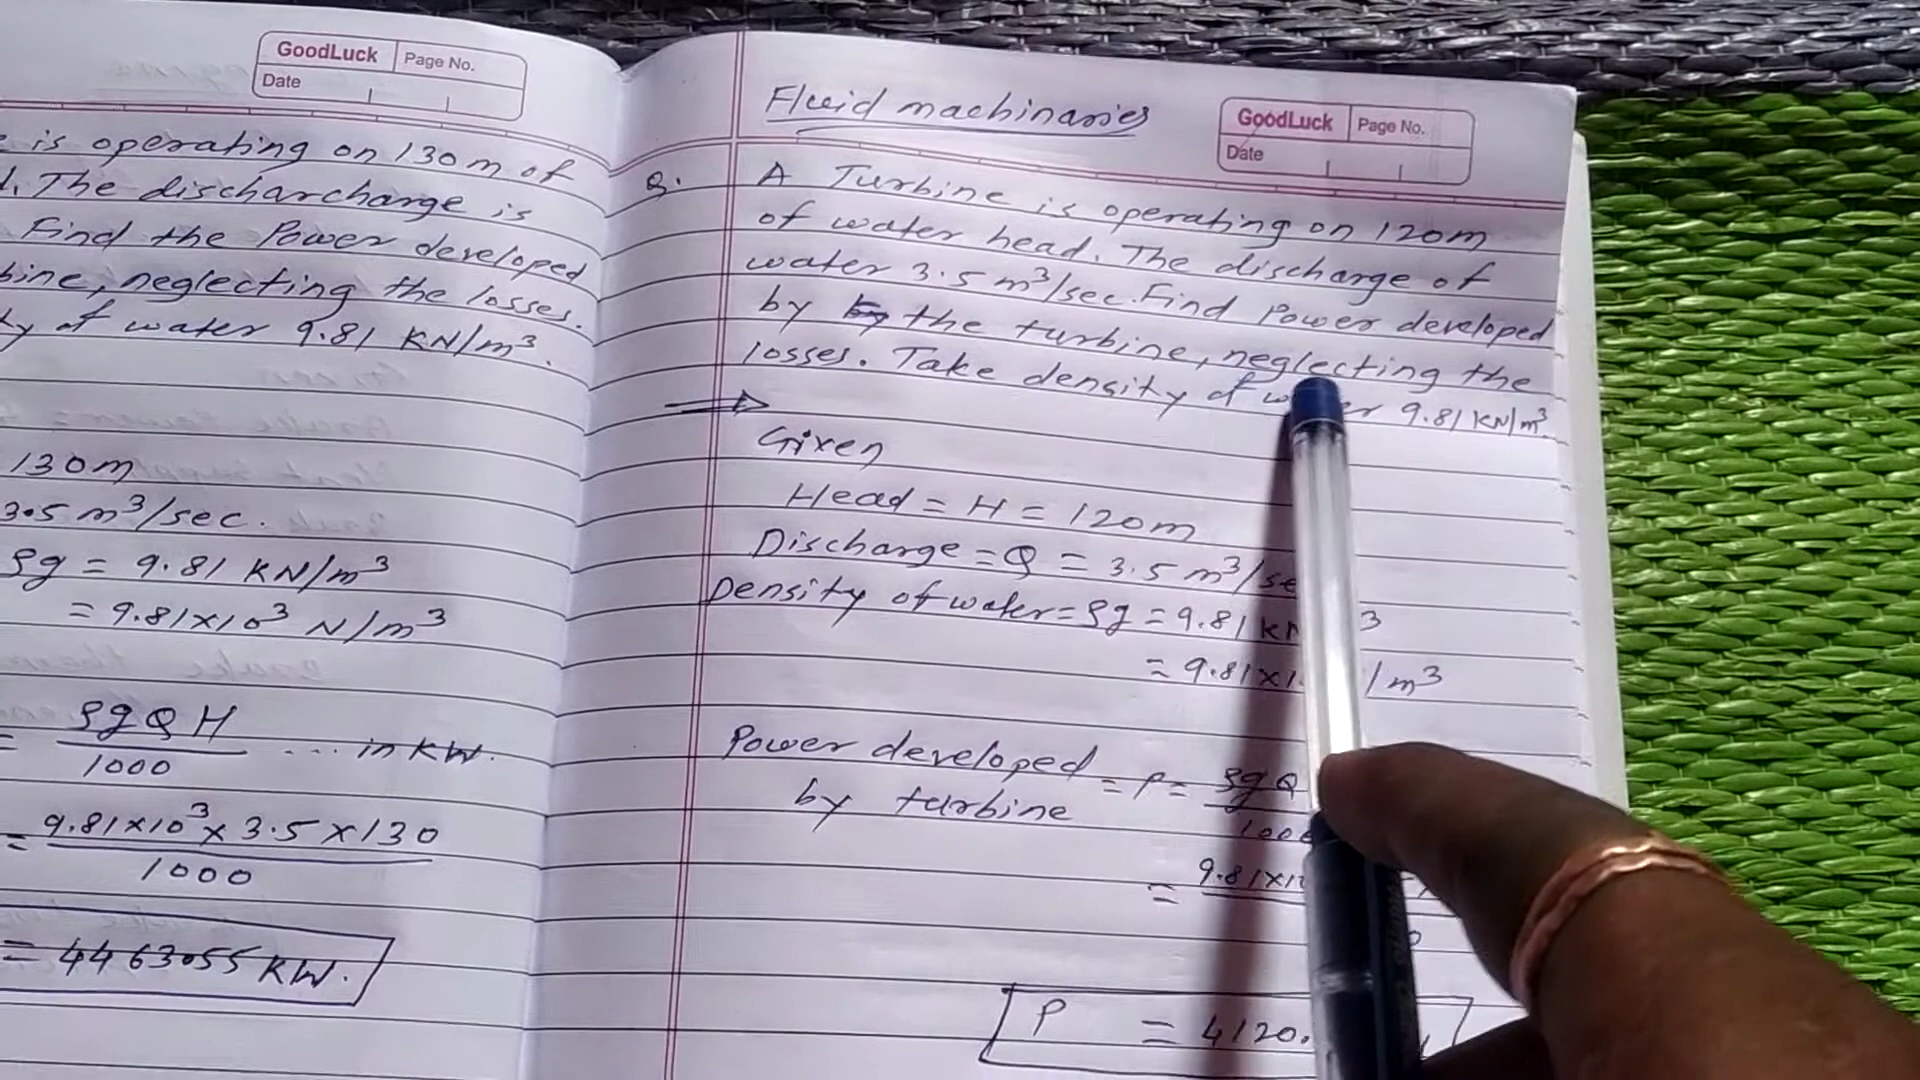 GoodLuck Page No.
Date
is operating on 130m of
The discharcharge is
Find the Power developed
bine, neglecting the losses.
ty of water 9.81 KN/m³.
130m
3.5 m³/sec.
ρg = 9.81 KN/m³
= 9.81×10³ N/m³
= ρgQH
1000 ... in KW.
= 9.81×10³ × 3.5 × 130
1000
= 4463.055 KW.
Fluid machinaries
GoodLuck Page No.
Date
Q. A Turbine is operating on 120m
of water head. The discharge of
water 3.5 m³/sec. Find Power developed
by the turbine, neglecting the
losses. Take density of 9.81 KN/m³.
Given
Head = H = 120m
Discharge = Q = 3.5 m³/se
Density of water = ρg = 9.81 K 3
= 9.81×1 /m³
Power developed = P = ρgQ
by turbine 100
= 9.81×1
P = 4120.